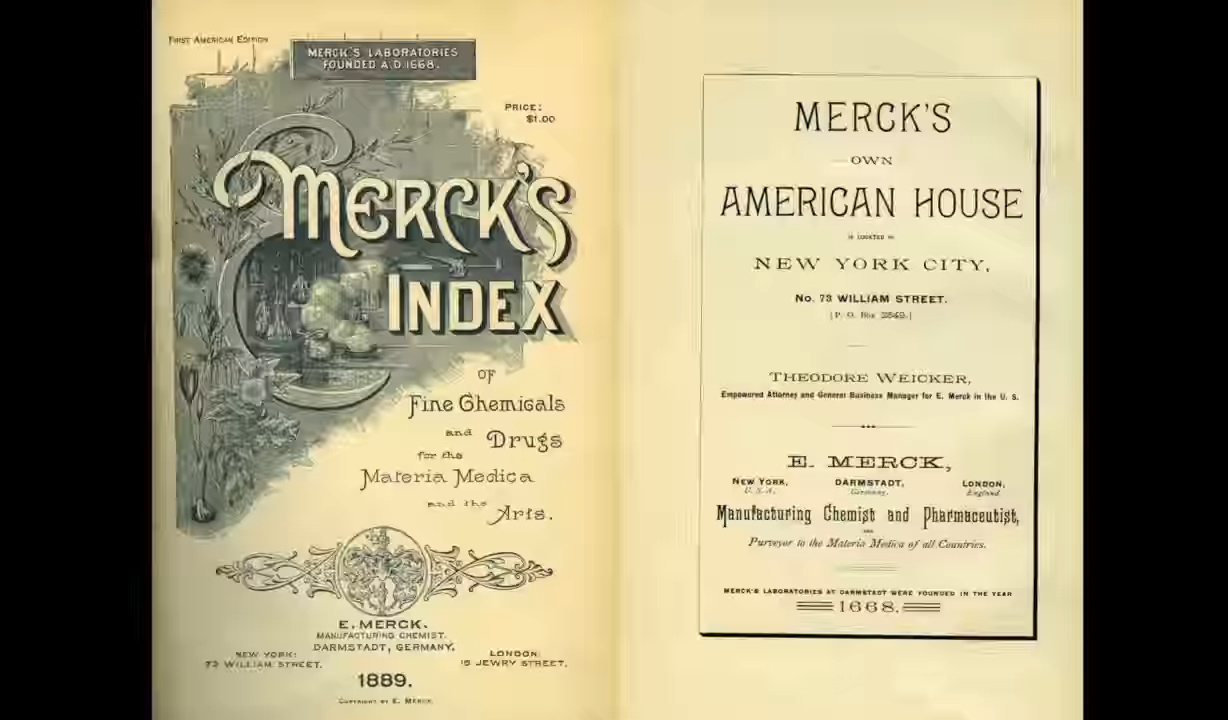 FIRST AMERICAN EDITION
MERCK'S LABORATORIES
FOUNDED A.D. 1668.
PRICE:
$1.00
MERCK'S
INDEX
OF
Fine Chemicals
and Drugs
for the
Materia Medica
and the
Arts.
E. MERCK.
MANUFACTURING CHEMIST.
DARMSTADT, GERMANY.
NEW YORK:
73 WILLIAM STREET.
LONDON:
16 JEWRY STREET.
1889.
COPYRIGHT BY E. MERCK.
MERCK'S
OWN
AMERICAN HOUSE
IS LOCATED IN
NEW YORK CITY,
No. 73 WILLIAM STREET.
[P. O. Box 2649.]
THEODORE WEICKER,
Empowered Attorney and General Business Manager for E. Merck in the U. S.
E. MERCK,
NEW YORK, DARMSTADT, LONDON,
U. S. A. Germany. England.
Manufacturing Chemist and Pharmaceutist,
Purveyor to the Materia Medica of all Countries.
MERCK'S LABORATORIES AT DARMSTADT WERE FOUNDED IN THE YEAR
1668.